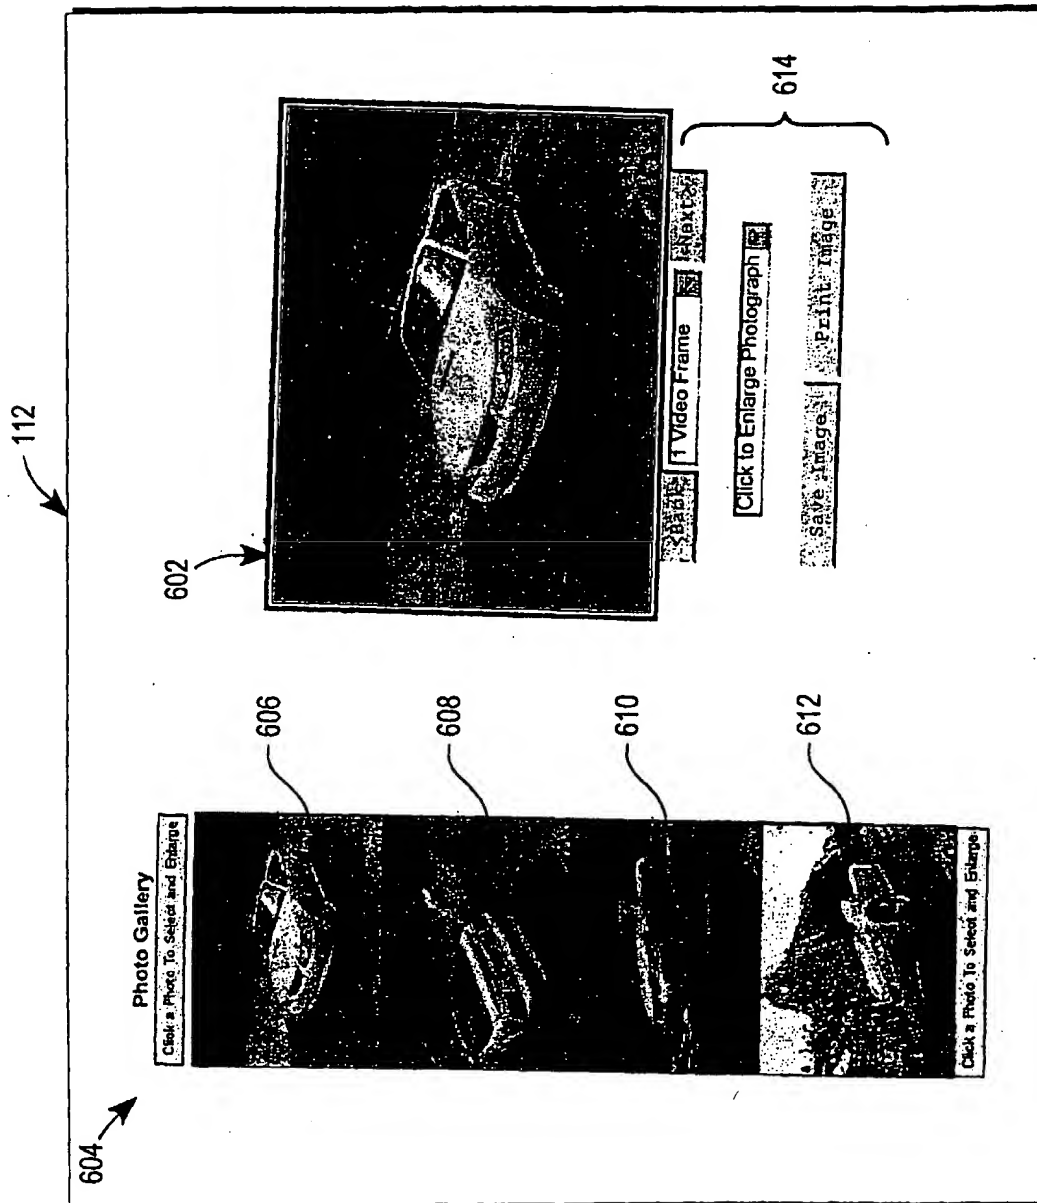 112
604
Photo Gallery
Click a Photo To Select and Enlarge
606
608
610
612
Click a Photo To Select and Enlarge
602
<Back
1 Video Frame
Next>
Click to Enlarge Photograph
Save Image
Print Image
614